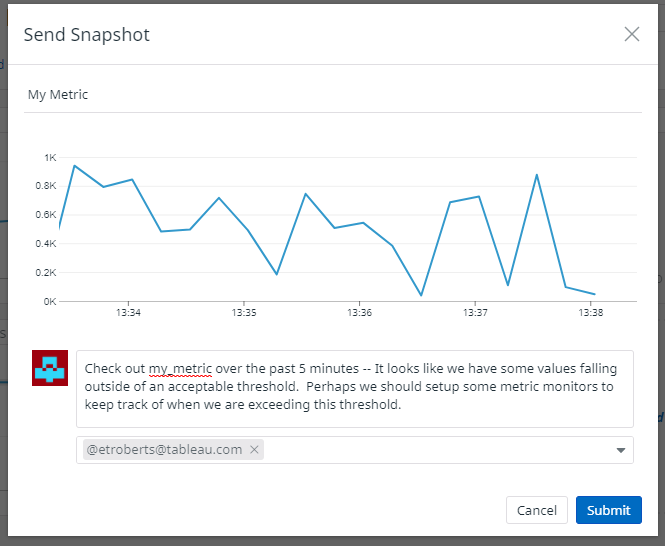 Send Snapshot
My Metric
1K
0.8K
0.6K
0.4K
0.2K
0K
13:34 13:35 13:36 13:37 13:38
Check out my_metric over the past 5 minutes -- It looks like we have some values falling
outside of an acceptable threshold.  Perhaps we should setup some metric monitors to
keep track of when we are exceeding this threshold.
@etroberts@tableau.com
Cancel Submit